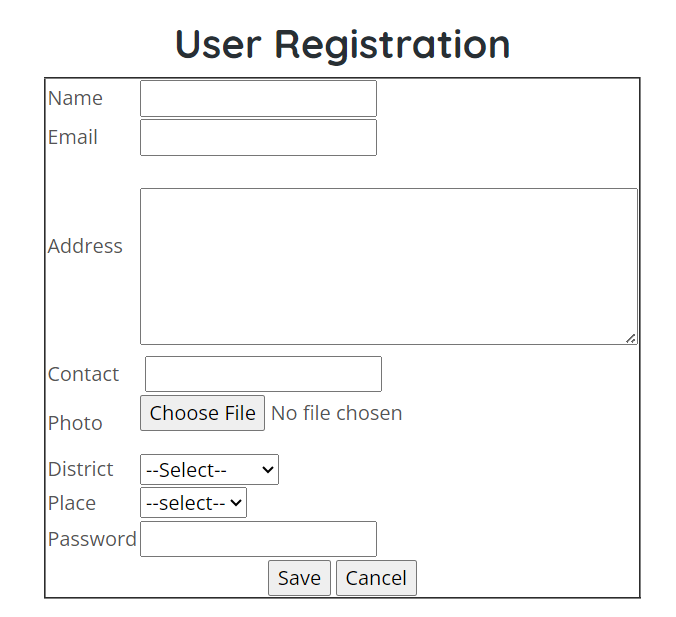 User Registration
Name
Email
Address
Contact
Photo Choose File No file chosen
District --Select--
Place --select--
Password
Save Cancel